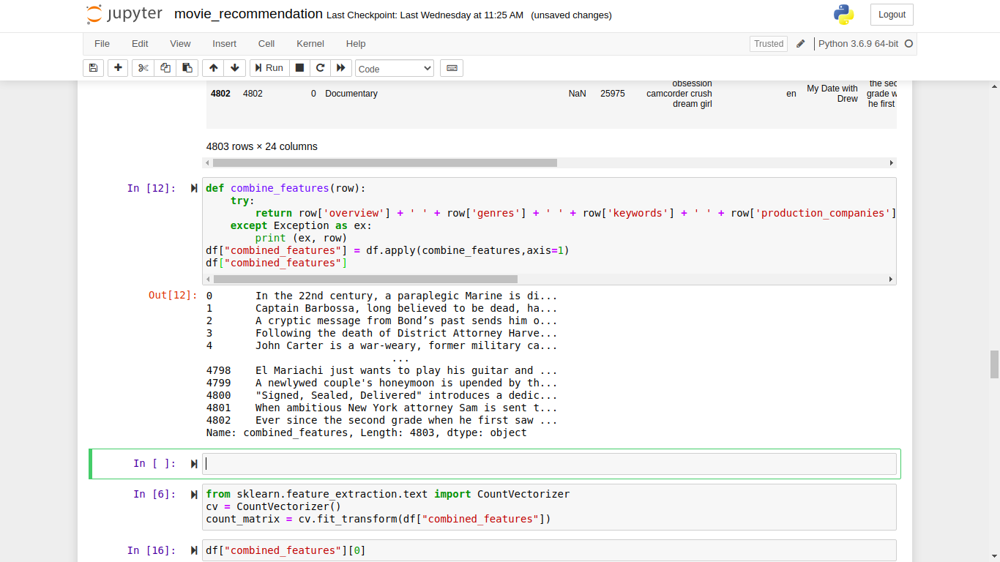 jupyter movie_recommendation Last Checkpoint: Last Wednesday at 11:25 AM (unsaved changes) Logout
File Edit View Insert Cell Kernel Help Trusted Python 3.6.9 64-bit
Run Code
obsession
camcorder crush
dream girl
4802 4802 0 Documentary NaN 25975 en
My Date with
Drew
the sec
grade w
he first
4803 rows × 24 columns
In [12]:
def combine_features(row):
    try:
        return row['overview'] + ' ' + row['genres'] + ' ' + row['keywords'] + ' ' + row['production_companies']
    except Exception as ex:
        print (ex, row)
df["combined_features"] = df.apply(combine_features,axis=1)
df["combined_features"]
Out[12]:
0       In the 22nd century, a paraplegic Marine is di...
1       Captain Barbossa, long believed to be dead, ha...
2       A cryptic message from Bond’s past sends him o...
3       Following the death of District Attorney Harve...
4       John Carter is a war-weary, former military ca...
                              ...
4798    El Mariachi just wants to play his guitar and ...
4799    A newlywed couple's honeymoon is upended by th...
4800    "Signed, Sealed, Delivered" introduces a dedic...
4801    When ambitious New York attorney Sam is sent t...
4802    Ever since the second grade when he first saw ...
Name: combined_features, Length: 4803, dtype: object
In [ ]:
In [6]:
from sklearn.feature_extraction.text import CountVectorizer
cv = CountVectorizer()
count_matrix = cv.fit_transform(df["combined_features"])
In [16]:
df["combined_features"][0]